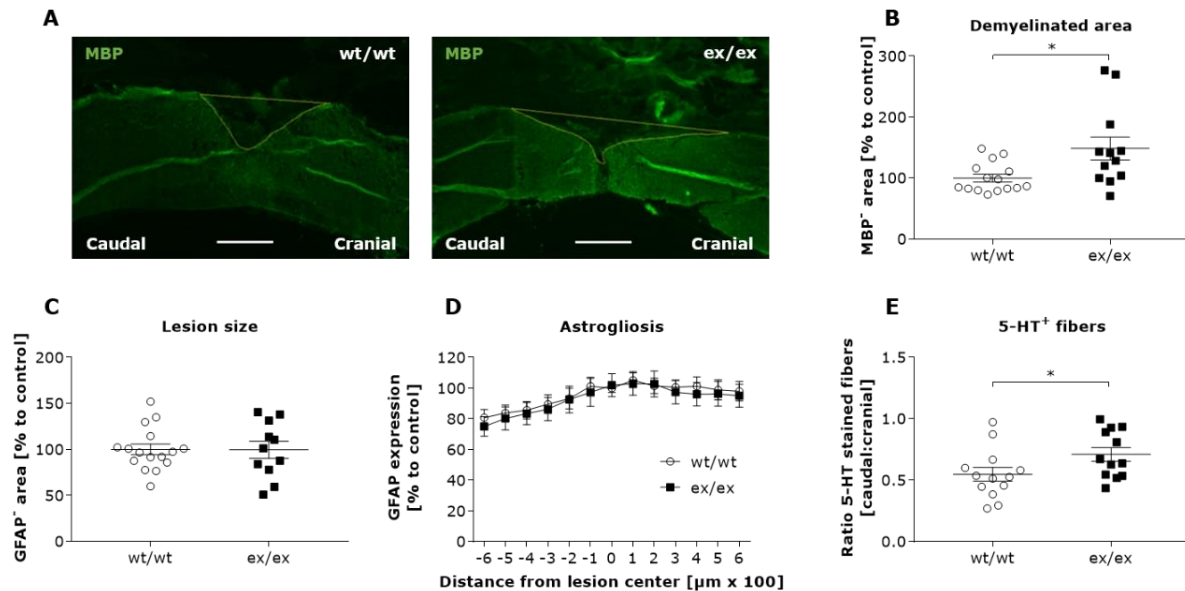 A
MBP wt/wt
Caudal Cranial
MBP ex/ex
Caudal Cranial
B
Demyelinated area
*
MBP⁻ area [% to control]
300
200
100
0
wt/wt ex/ex
C
Lesion size
GFAP⁻ area [% to control]
200
150
100
50
0
wt/wt ex/ex
D
Astrogliosis
GFAP expression
[% to control]
120
100
80
60
40
20
0
wt/wt
ex/ex
-6 -5 -4 -3 -2 -1 0 1 2 3 4 5 6
Distance from lesion center [µm x 100]
E
5-HT⁺ fibers
*
Ratio 5-HT stained fibers
[caudal:cranial]
1.5
1.0
0.5
0.0
wt/wt ex/ex